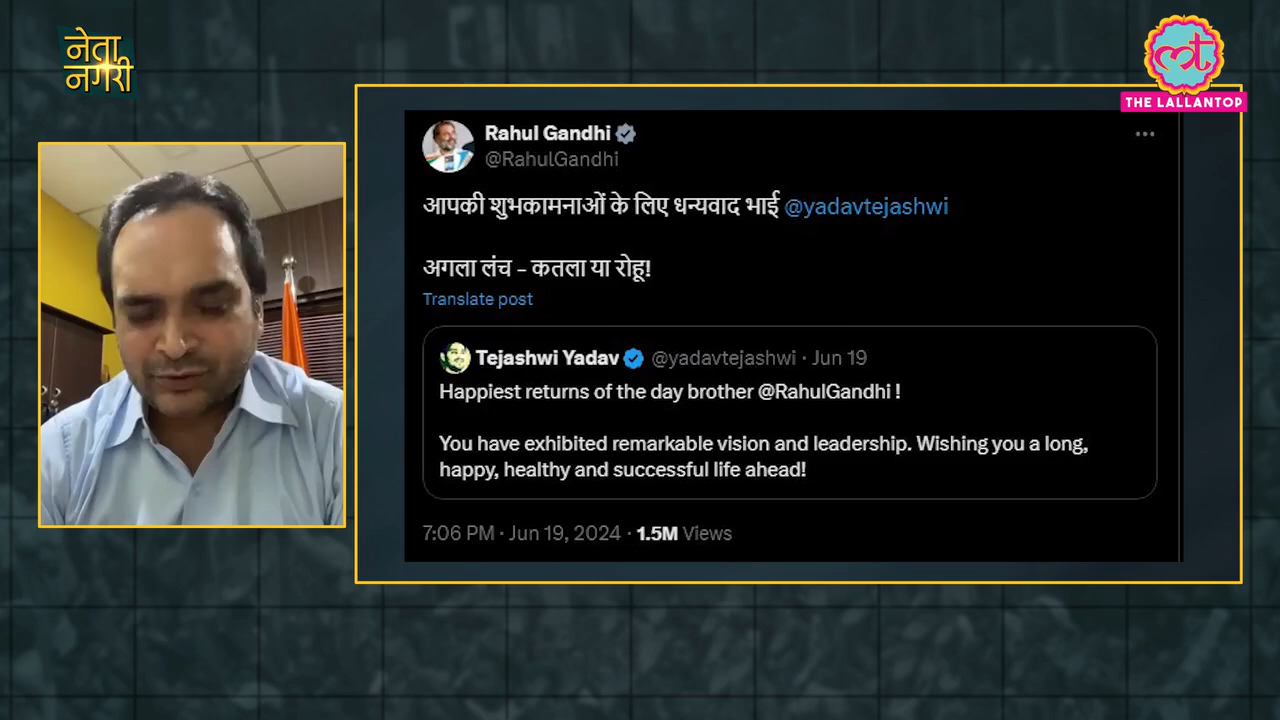 नेता
नगरी
THE LALLANTOP
Rahul Gandhi
@RahulGandhi
आपकी शुभकामनाओं के लिए धन्यवाद भाई @yadavtejashwi
अगला लंच - कतला या रोहू!
Translate post
Tejashwi Yadav @yadavtejashwi · Jun 19
Happiest returns of the day brother @RahulGandhi !
You have exhibited remarkable vision and leadership. Wishing you a long,
happy, healthy and successful life ahead!
7:06 PM · Jun 19, 2024 · 1.5M Views